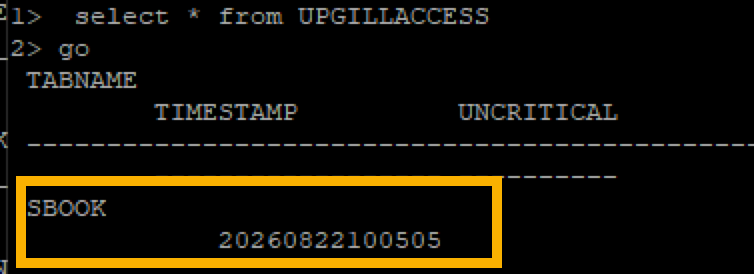 1>  select * from UPGILLACCESS
2> go
TABNAME
TIMESTAMP UNCRITICAL
-----------------------------------------------
----------------------------
SBOOK
20260822100505